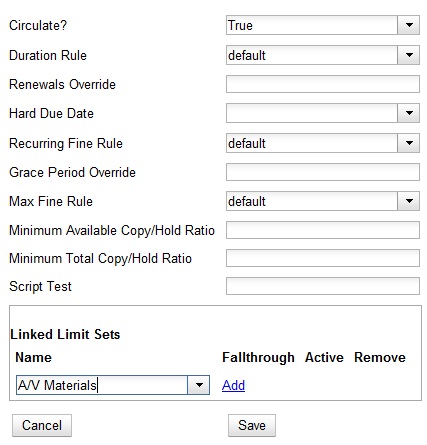 Circulate? True
Duration Rule default
Renewals Override
Hard Due Date
Recurring Fine Rule default
Grace Period Override
Max Fine Rule default
Minimum Available Copy/Hold Ratio
Minimum Total Copy/Hold Ratio
Script Test
Linked Limit Sets
Name Fallthrough Active Remove
A/V Materials Add
Cancel Save